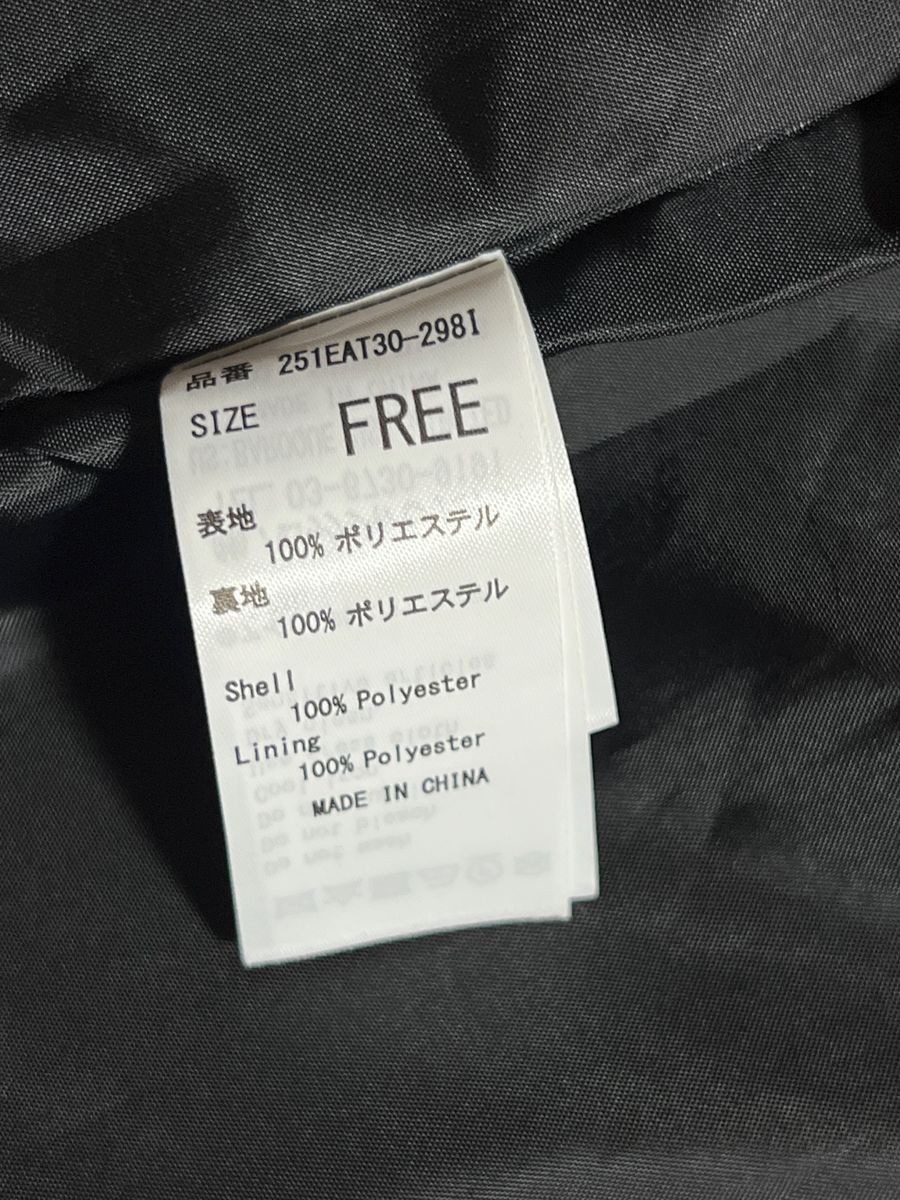 品番 251EAT30-298I
SIZE FREE
表地
100% ポリエステル
裏地
100% ポリエステル
Shell
100% Polyester
Lining
100% Polyester
MADE IN CHINA